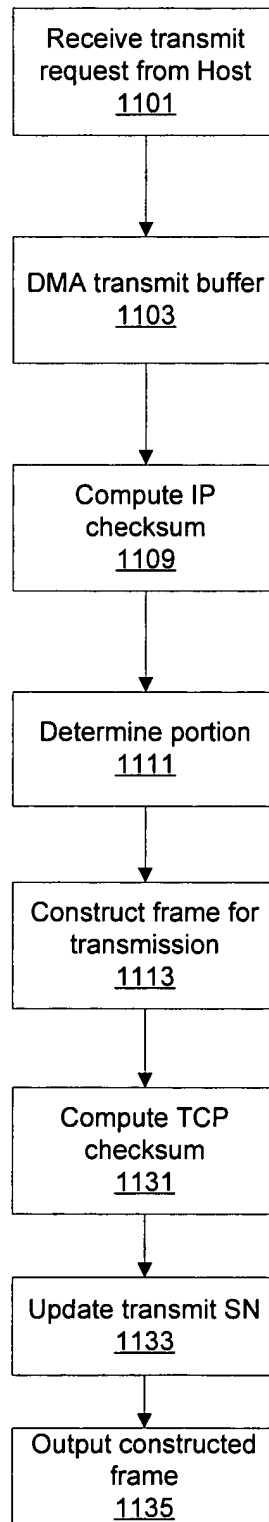 Receive transmit
request from Host
1101
DMA transmit buffer
1103
Compute IP
checksum
1109
Determine portion
1111
Construct frame for
transmission
1113
Compute TCP
checksum
1131
Update transmit SN
1133
Output constructed
frame
1135